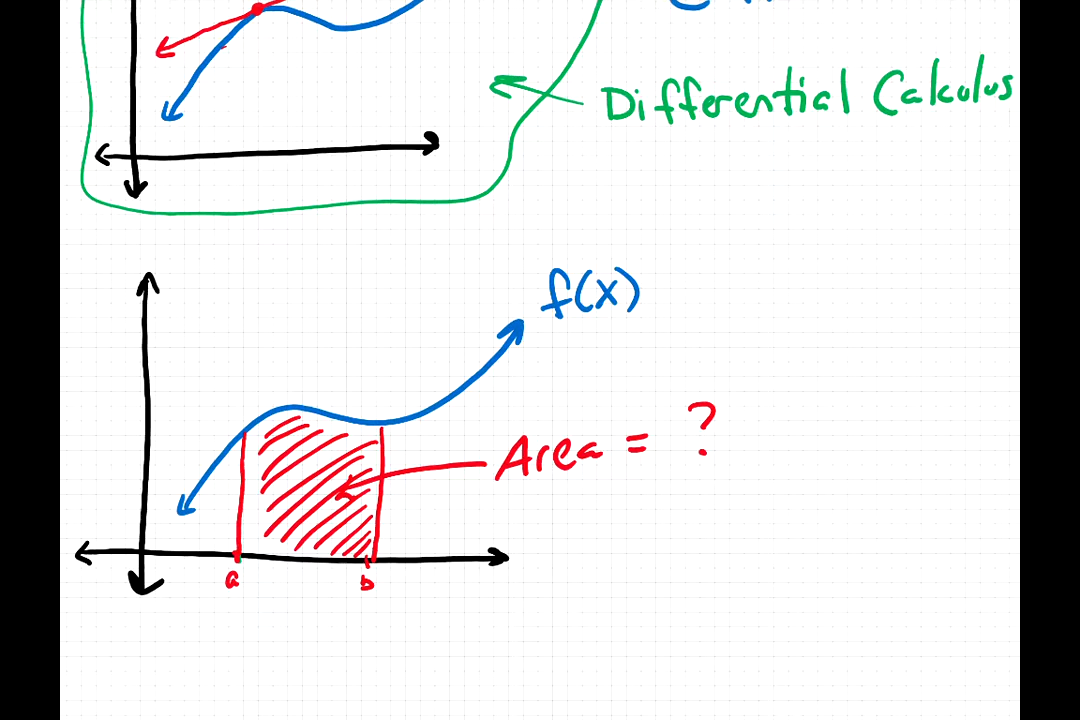 Differential Calculus
f(x)
Area = ?
a
b